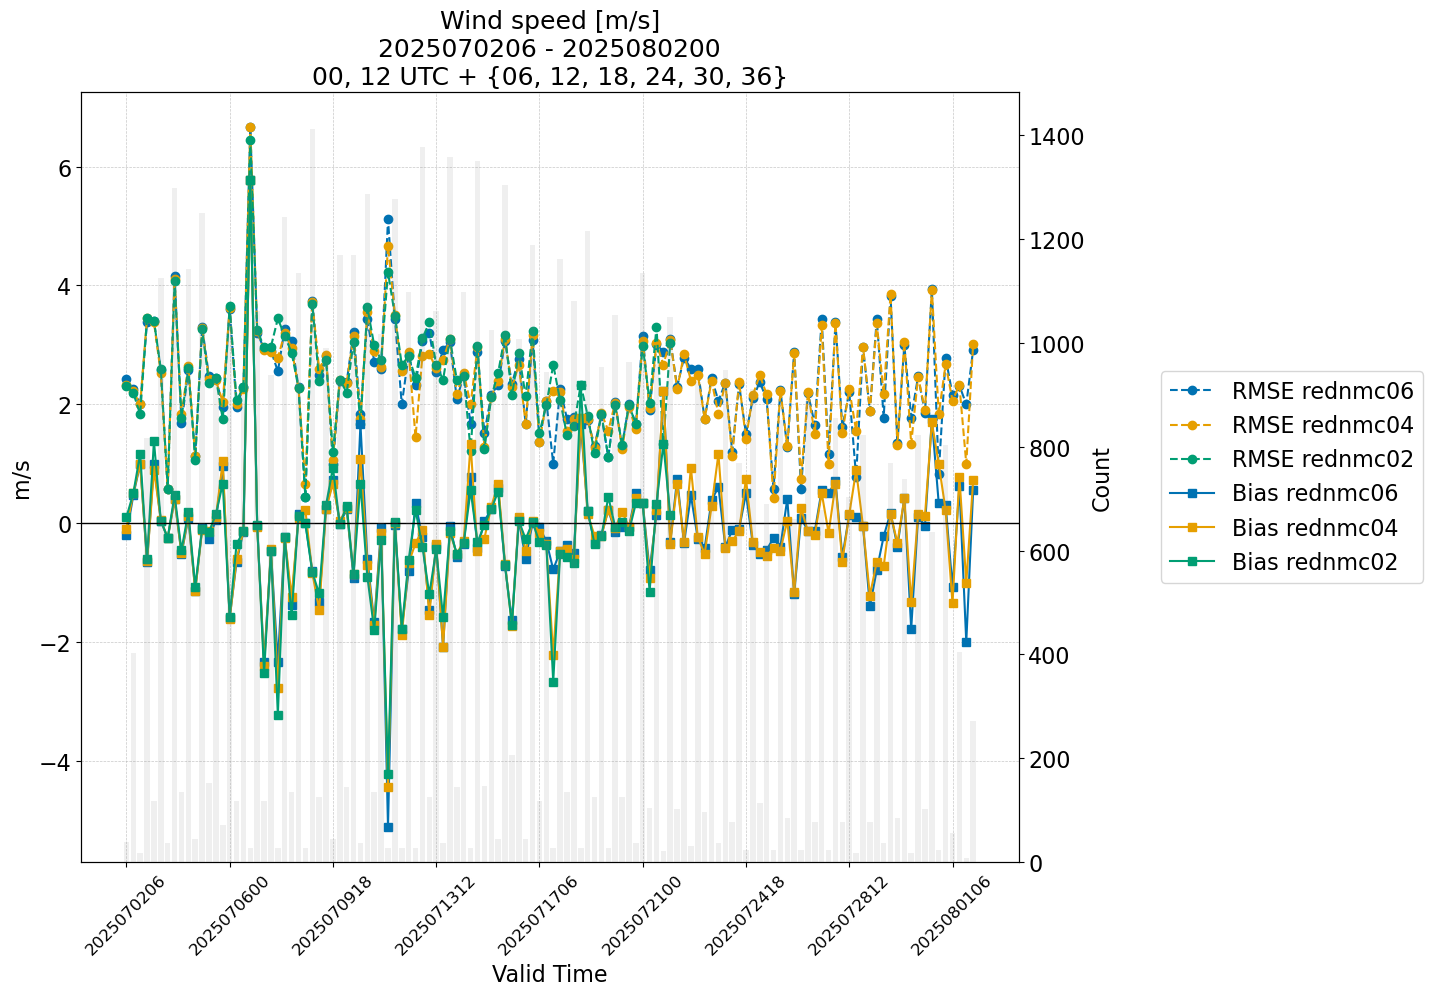 Wind speed [m/s]
2025070206 - 2025080200
00, 12 UTC + {06, 12, 18, 24, 30, 36}
m/s
6
4
2
0
−2
−4
1400
1200
1000
800
600
400
200
0
Count
2025070206
2025070600
2025070918
2025071312
2025071706
2025072100
2025072418
2025072812
2025080106
Valid Time
RMSE rednmc06
RMSE rednmc04
RMSE rednmc02
Bias rednmc06
Bias rednmc04
Bias rednmc02